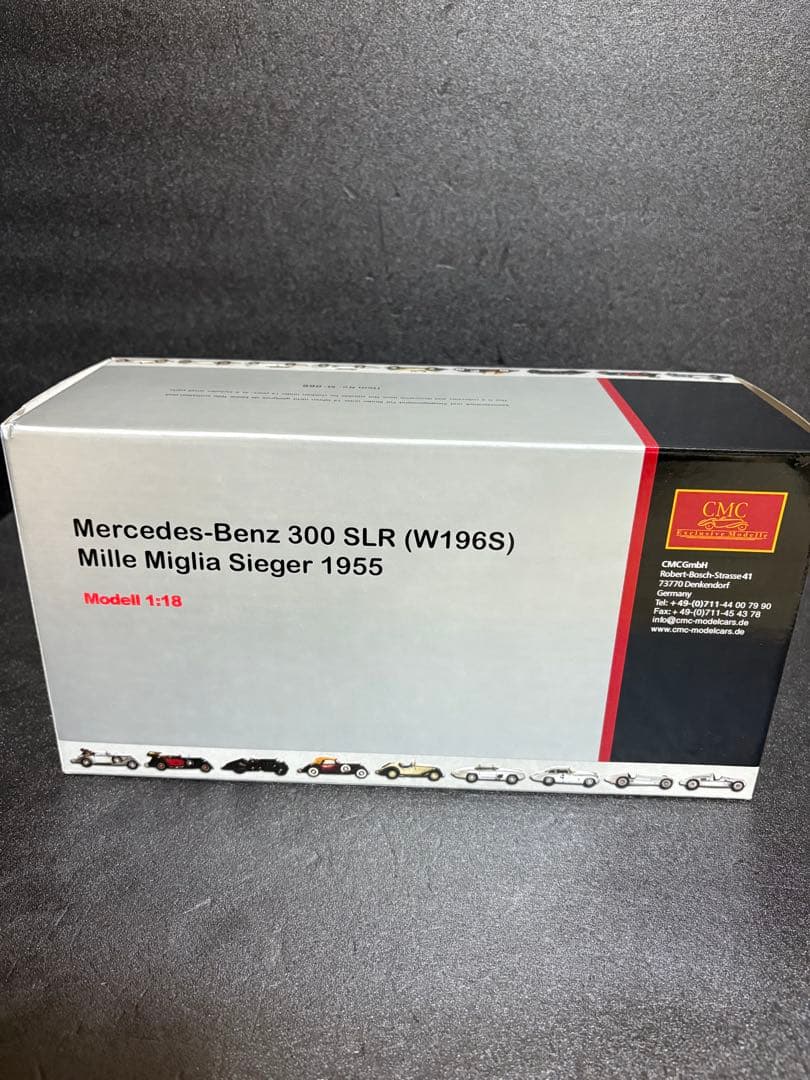 Mercedes-Benz 300 SLR (W196S)
Mille Miglia Sieger 1955
Modell 1:18
CMC
Exclusive Modelle
CMC GmbH
Robert-Bosch-Strasse 41
73770 Denkendorf
Germany
Tel: +49-(0)711-44 00 79 90
Fax: +49-(0)711-45 43 78
info@cmc-modelcars.de
www.cmc-modelcars.de